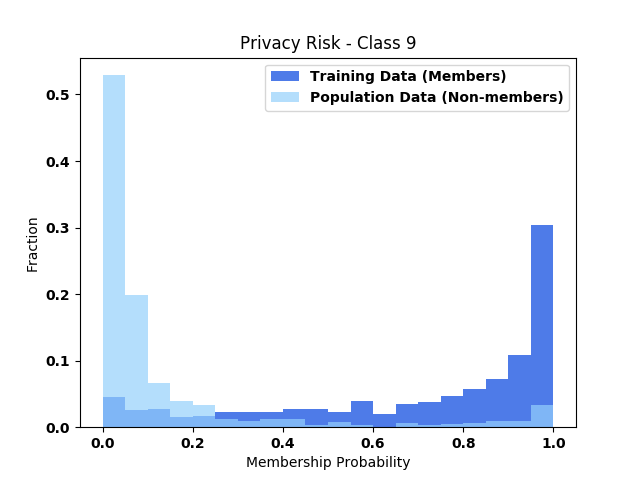 Privacy Risk - Class 9
Training Data (Members)
Population Data (Non-members)
Fraction
0.5
0.4
0.3
0.2
0.1
0.0
0.0 0.2 0.4 0.6 0.8 1.0
Membership Probability